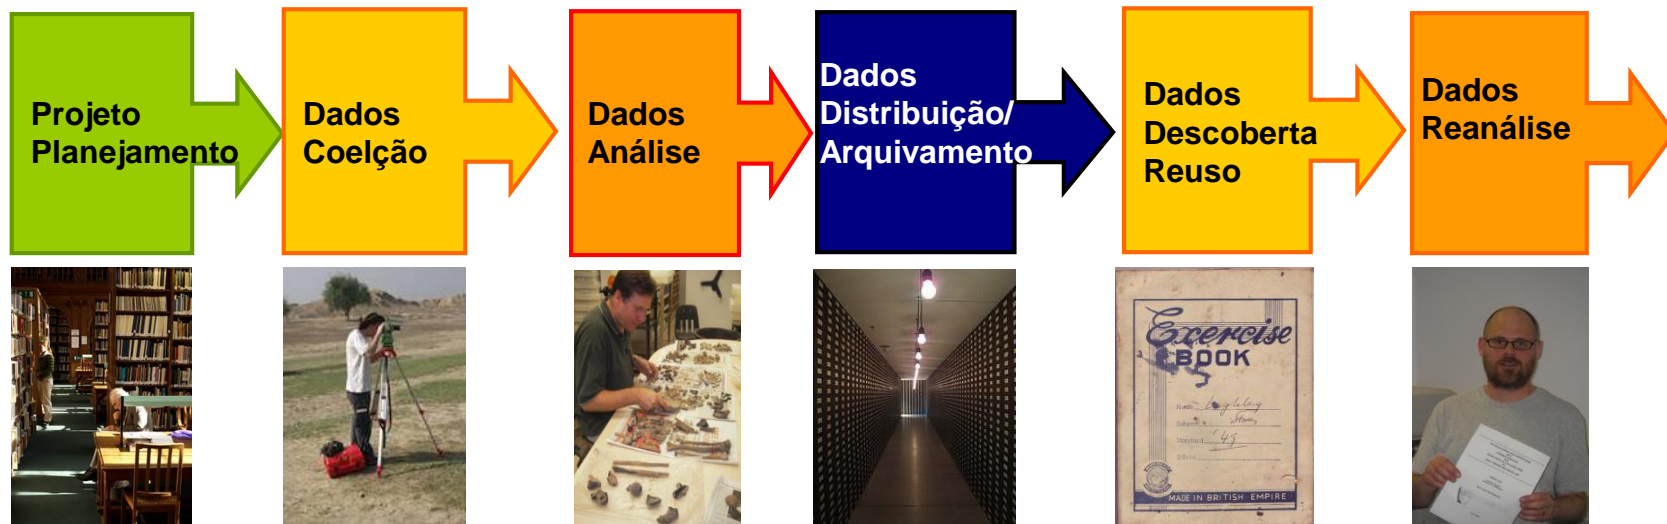 Projeto
Planejamento
Dados
Coelção
Dados
Análise
Dados
Distribuição/
Arquivamento
Dados
Descoberta
Reuso
Dados
Reanálise
Exercise
BOOK
'49
MADE IN BRITISH EMPIRE